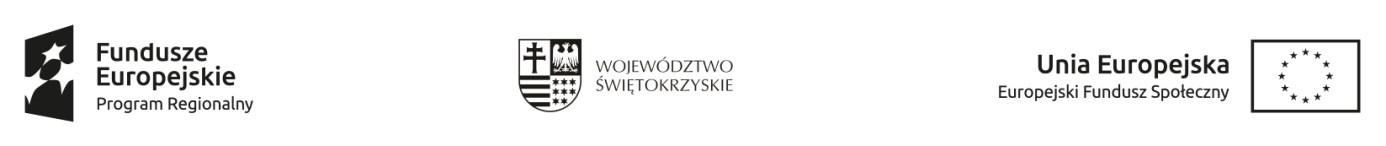 Fundusze
Europejskie
Program Regionalny
WOJEWÓDZTWO
ŚWIĘTOKRZYSKIE
Unia Europejska
Europejski Fundusz Społeczny